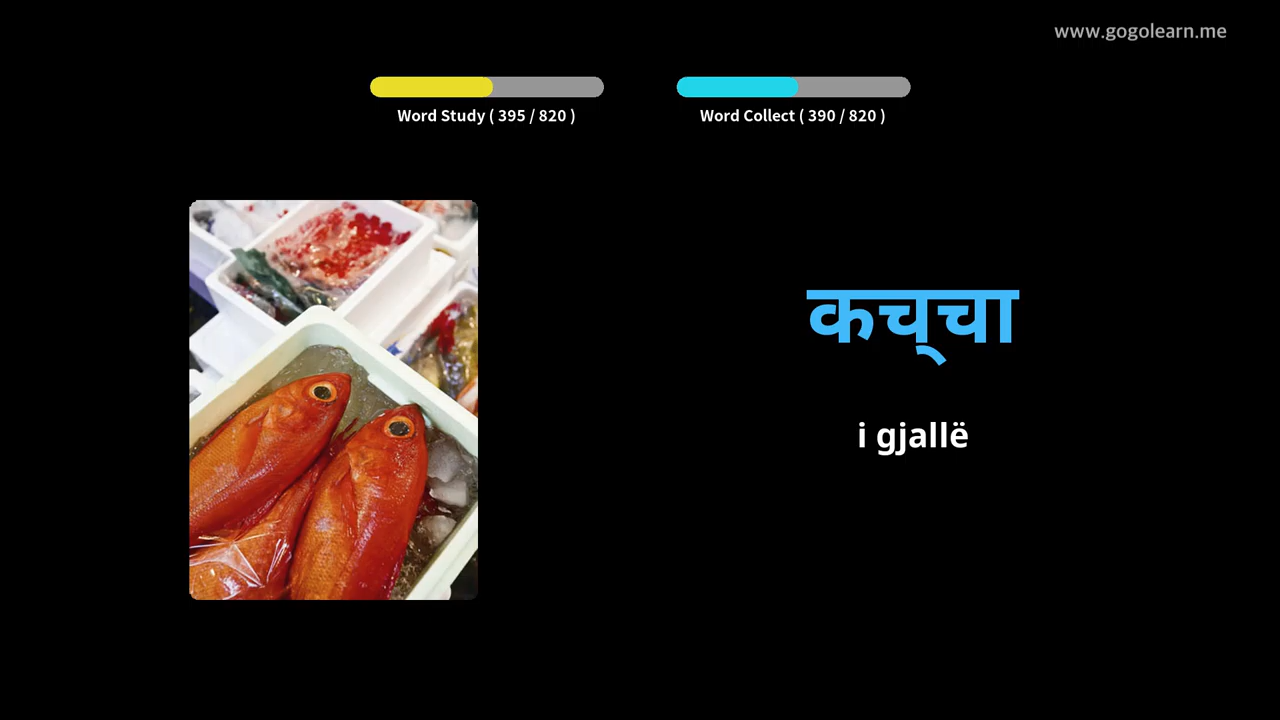 www.gogolearn.me
Word Study ( 395 / 820 )
Word Collect ( 390 / 820 )
कच्चा
i gjallë